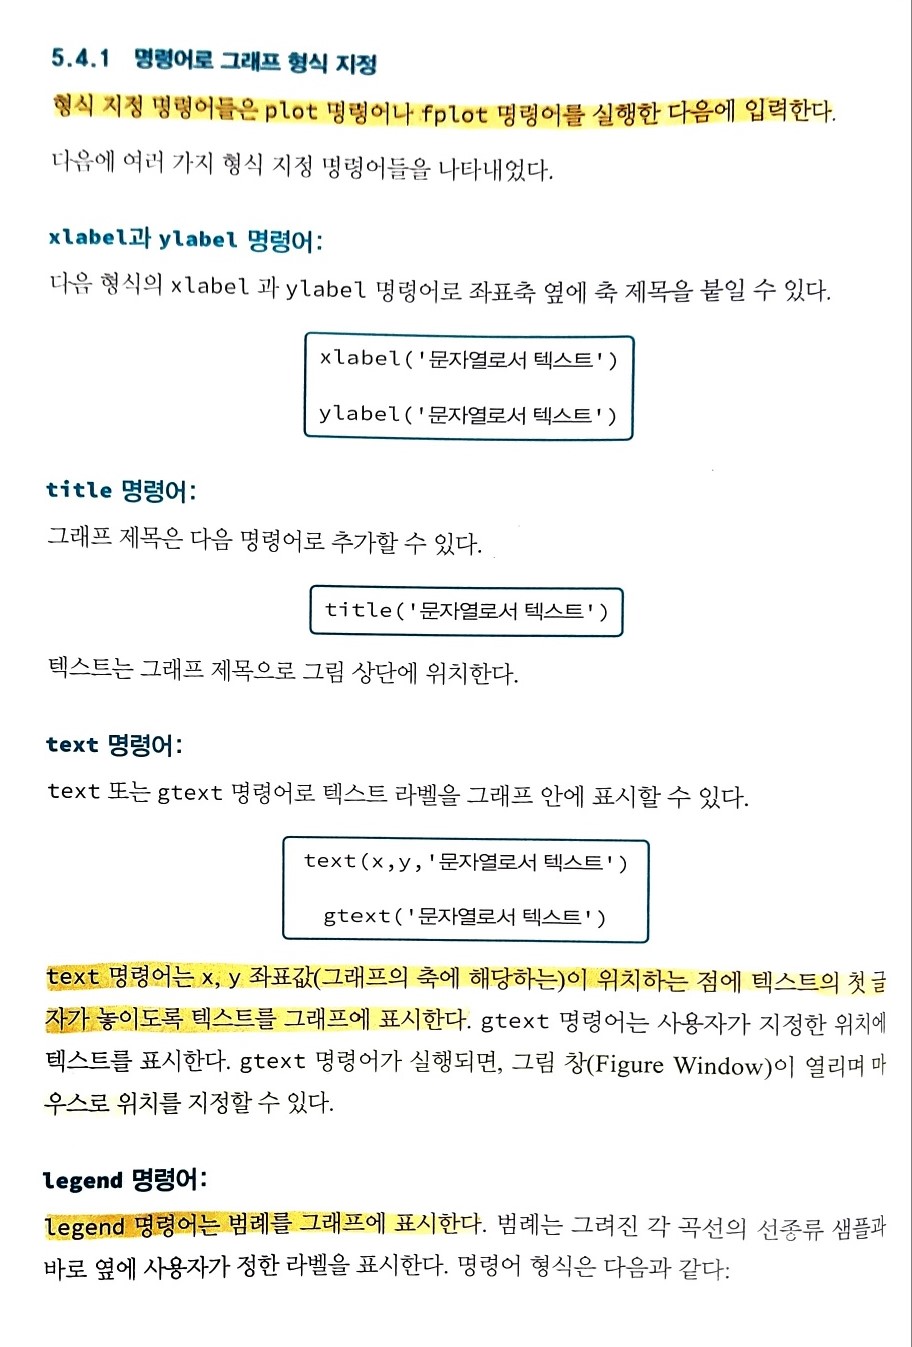 5.4.1 명령어로 그래프 형식 지정
형식 지정 명령어들은 plot 명령어나 fplot 명령어를 실행한 다음에 입력한다.
다음에 여러 가지 형식 지정 명령어들을 나타내었다.
xlabel과 ylabel 명령어:
다음 형식의 xlabel 과 ylabel 명령어로 좌표축 옆에 축 제목을 붙일 수 있다.
xlabel('문자열로서 텍스트')
ylabel('문자열로서 텍스트')
title 명령어:
그래프 제목은 다음 명령어로 추가할 수 있다.
title('문자열로서 텍스트')
텍스트는 그래프 제목으로 그림 상단에 위치한다.
text 명령어:
text 또는 gtext 명령어로 텍스트 라벨을 그래프 안에 표시할 수 있다.
text(x,y,'문자열로서 텍스트')
gtext('문자열로서 텍스트')
text 명령어는 x, y 좌표값(그래프의 축에 해당하는)이 위치하는 점에 텍스트의 첫 글
자가 놓이도록 텍스트를 그래프에 표시한다. gtext 명령어는 사용자가 지정한 위치에
텍스트를 표시한다. gtext 명령어가 실행되면, 그림 창(Figure Window)이 열리며 마
우스로 위치를 지정할 수 있다.
legend 명령어:
legend 명령어는 범례를 그래프에 표시한다. 범례는 그려진 각 곡선의 선종류 샘플과
바로 옆에 사용자가 정한 라벨을 표시한다. 명령어 형식은 다음과 같다: